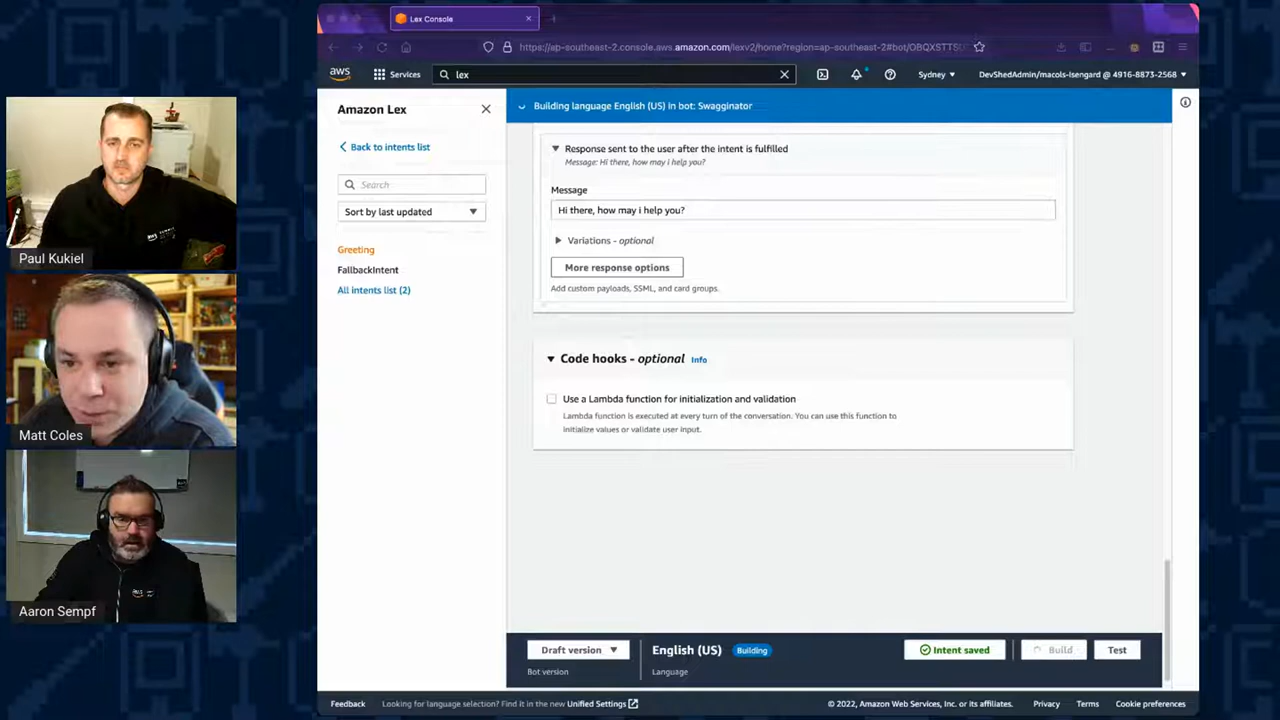 Lex Console
https://ap-southeast-2.console.aws.amazon.com/lexv2/home?region=ap-southeast-2#bot/OBQXSTTS
aws
Services
lex
Sydney
DevShedAdmin/macols-Isengard @ 4916-8873-2568
Amazon Lex
Back to intents list
Search
Sort by last updated
Greeting
FallbackIntent
All intents list (2)
Building language English (US) in bot: Swagginator
Response sent to the user after the intent is fulfilled
Message: Hi there, how may i help you?
Message
Hi there, how may i help you?
Variations - optional
More response options
Add custom payloads, SSML, and card groups.
Code hooks - optional Info
Use a Lambda function for initialization and validation
Lambda function is executed at every turn of the conversation. You can use this function to
initialize values or validate user input.
Draft version
Bot version
English (US) Building
Language
Intent saved
Build
Test
Feedback
Looking for language selection? Find it in the new Unified Settings
© 2022, Amazon Web Services, Inc. or its affiliates.
Privacy
Terms
Cookie preferences
Paul Kukiel
Matt Coles
Aaron Sempf